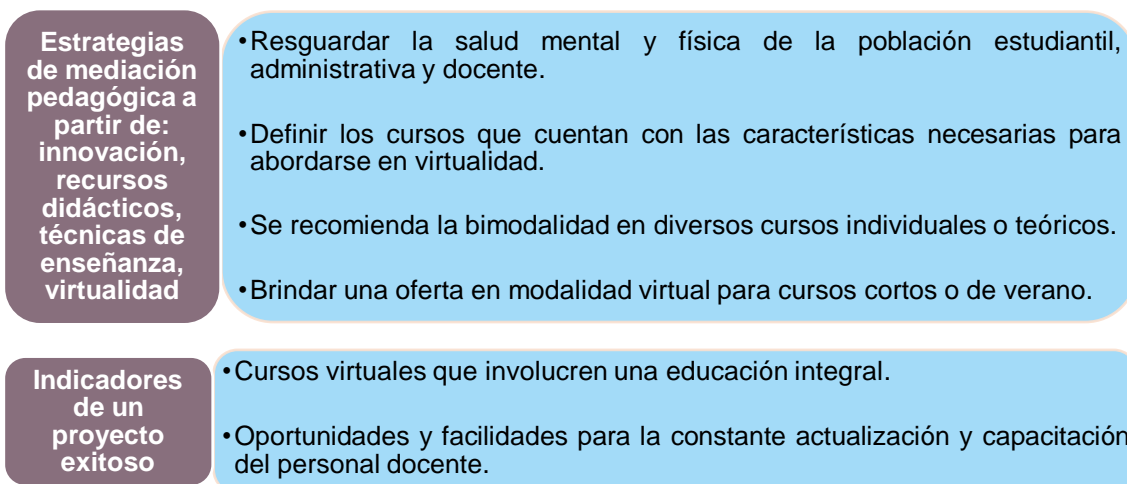 Estrategias
de mediación
pedagógica a
partir de:
innovación,
recursos
didácticos,
técnicas de
enseñanza,
virtualidad
•Resguardar la salud mental y física de la población estudiantil,
administrativa y docente.
•Definir los cursos que cuentan con las características necesarias para
abordarse en virtualidad.
•Se recomienda la bimodalidad en diversos cursos individuales o teóricos.
•Brindar una oferta en modalidad virtual para cursos cortos o de verano.
Indicadores
de un
proyecto
exitoso
•Cursos virtuales que involucren una educación integral.
•Oportunidades y facilidades para la constante actualización y capacitación
del personal docente.